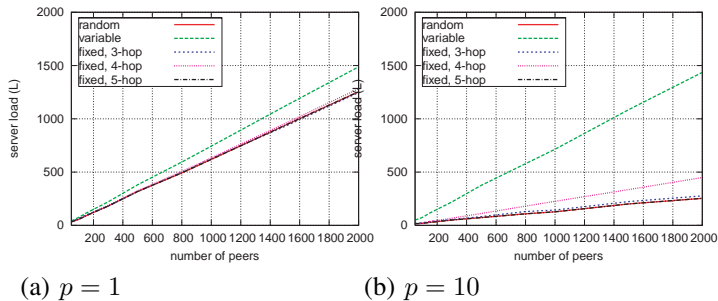 2000
1500
1000
500
0
server load (L)
random
variable
fixed, 3-hop
fixed, 4-hop
fixed, 5-hop
200 400 600 800 1000 1200 1400 1600 1800 2000
number of peers
(a) p = 1
2000
1500
1000
500
0
server load (L)
random
variable
fixed, 3-hop
fixed, 4-hop
fixed, 5-hop
200 400 600 800 1000 1200 1400 1600 1800 2000
number of peers
(b) p = 10